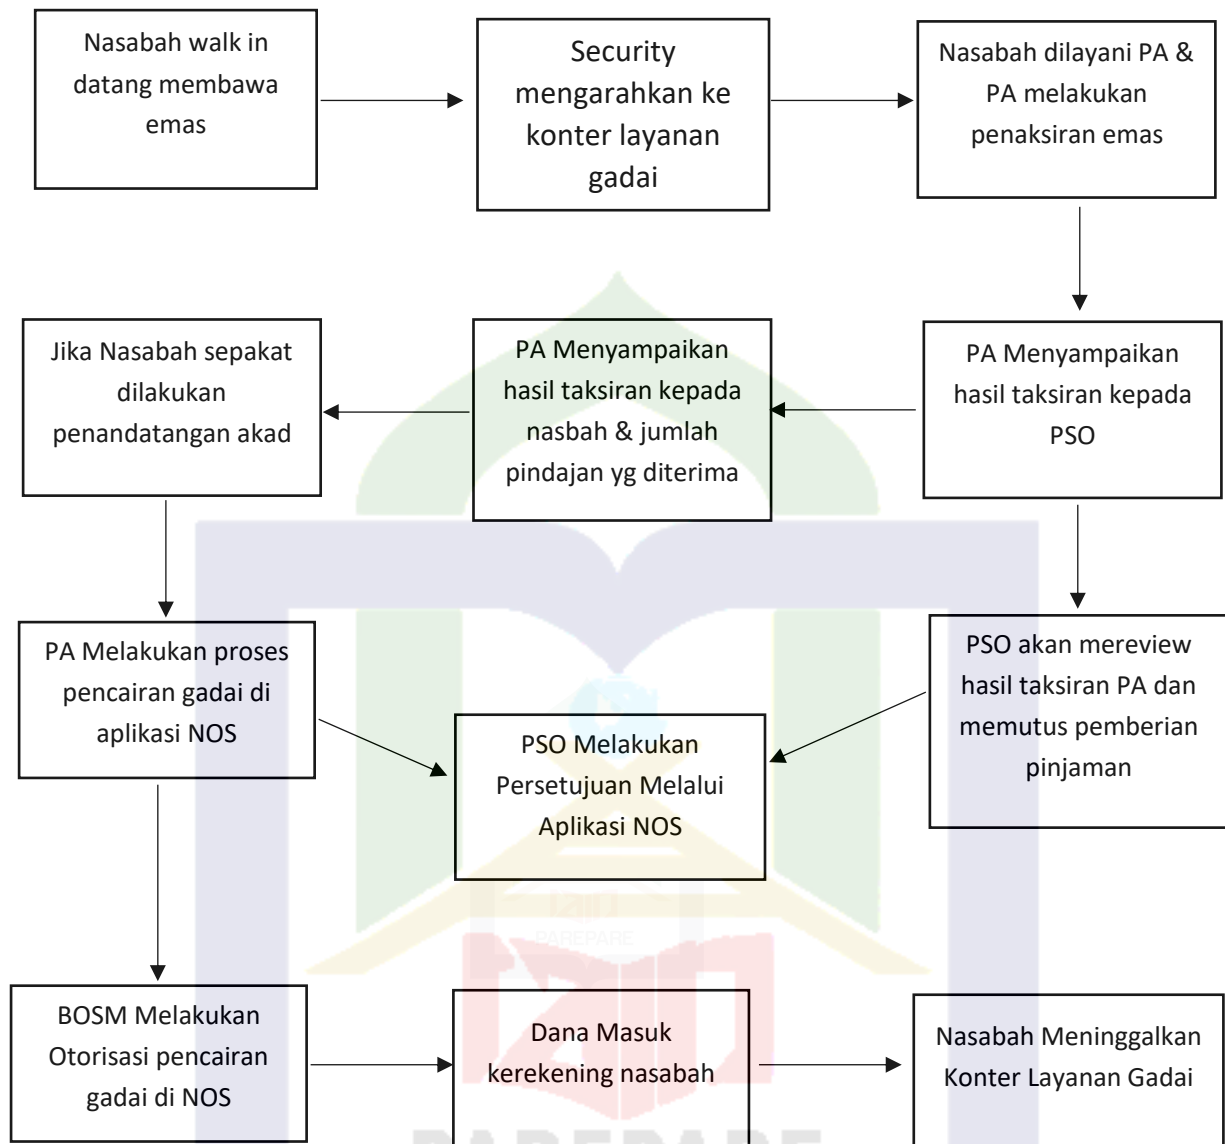 Nasabah walk in
datang membawa
emas
Security
mengarahkan ke
konter layanan
gadai
Nasabah dilayani PA &
PA melakukan
penaksiran emas
Jika Nasabah sepakat
dilakukan
penandatangan akad
PA Menyampaikan
hasil taksiran kepada
nasbah & jumlah
pindajan yg diterima
PA Menyampaikan
hasil taksiran kepada
PSO
PA Melakukan proses
pencairan gadai di
aplikasi NOS
PSO Melakukan
Persetujuan Melalui
Aplikasi NOS
PSO akan mereview
hasil taksiran PA dan
memutus pemberian
pinjaman
PAREPARE
BOSM Melakukan
Otorisasi pencairan
gadai di NOS
Dana Masuk
kerekening nasabah
Nasabah Meninggalkan
Konter Layanan Gadai
PAREPARE